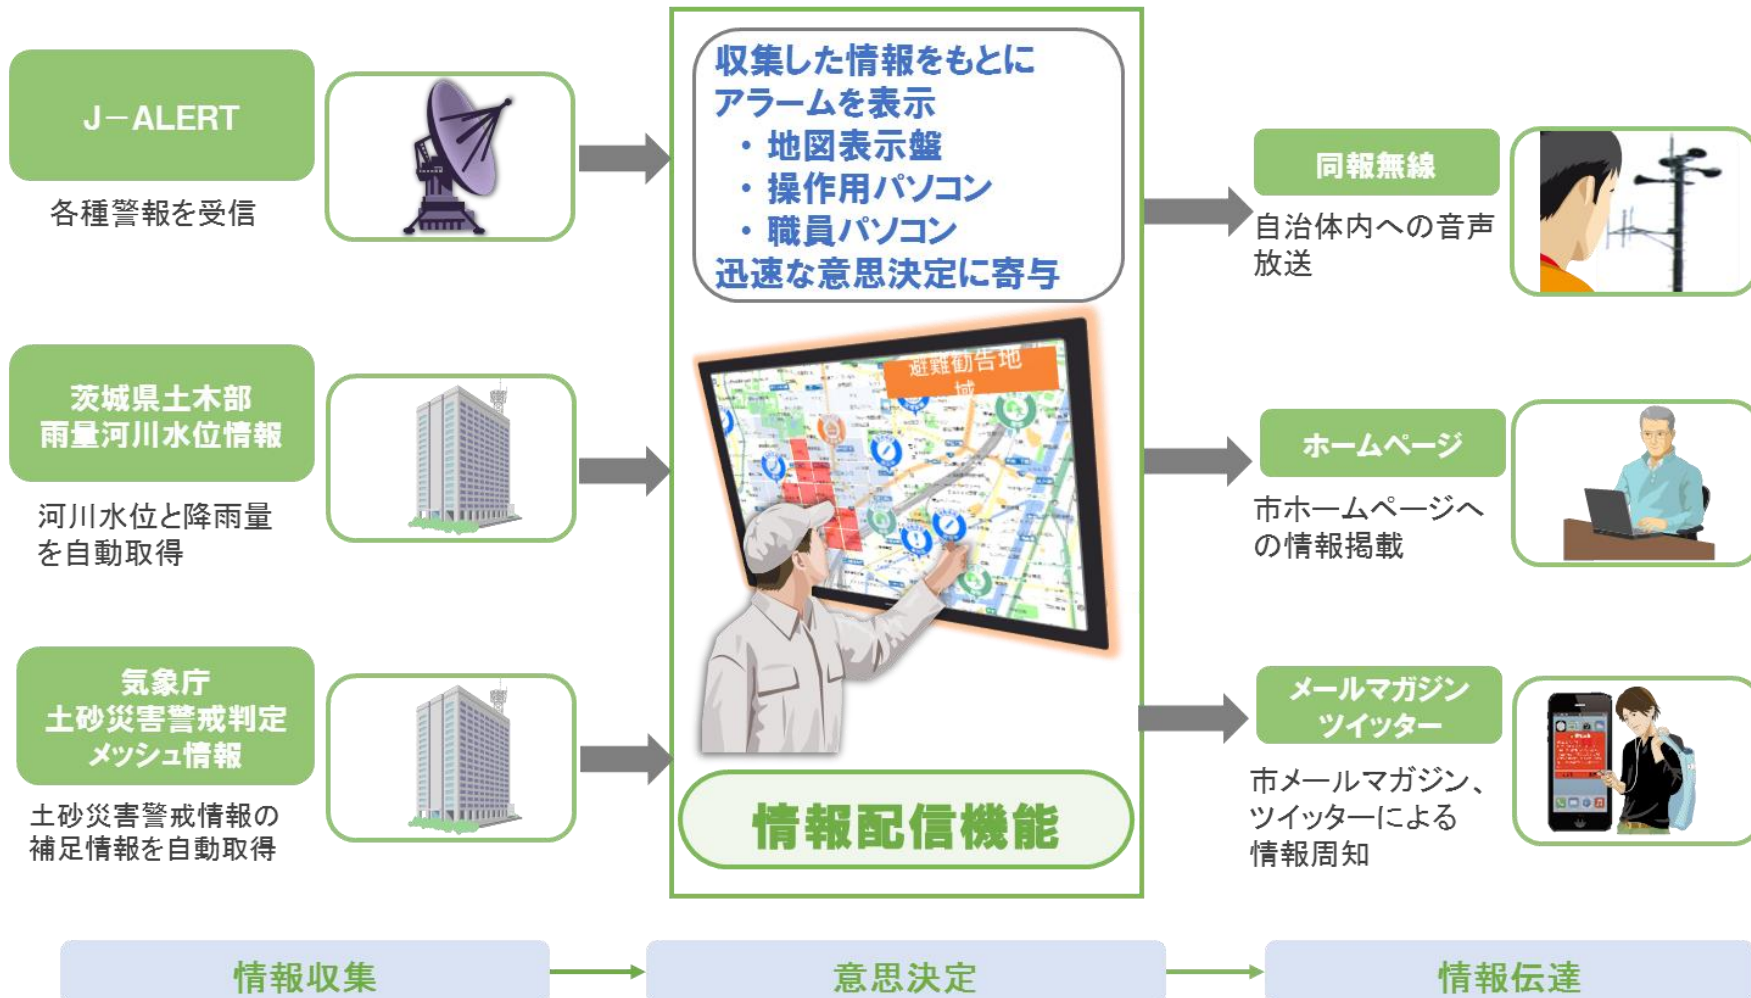 J－ALERT
各種警報を受信
茨城県土木部
雨量河川水位情報
河川水位と降雨量
を自動取得
気象庁
土砂災害警戒判定
メッシュ情報
土砂災害警戒情報の
補足情報を自動取得
収集した情報をもとに
アラームを表示
・ 地図表示盤
・ 操作用パソコン
・ 職員パソコン
迅速な意思決定に寄与
避難勧告地
域
情報配信機能
同報無線
自治体内への音声
放送
ホームページ
市ホームページへ
の情報掲載
メールマガジン
ツイッター
市メールマガジン、
ツイッターによる
情報周知
情報収集
意思決定
情報伝達